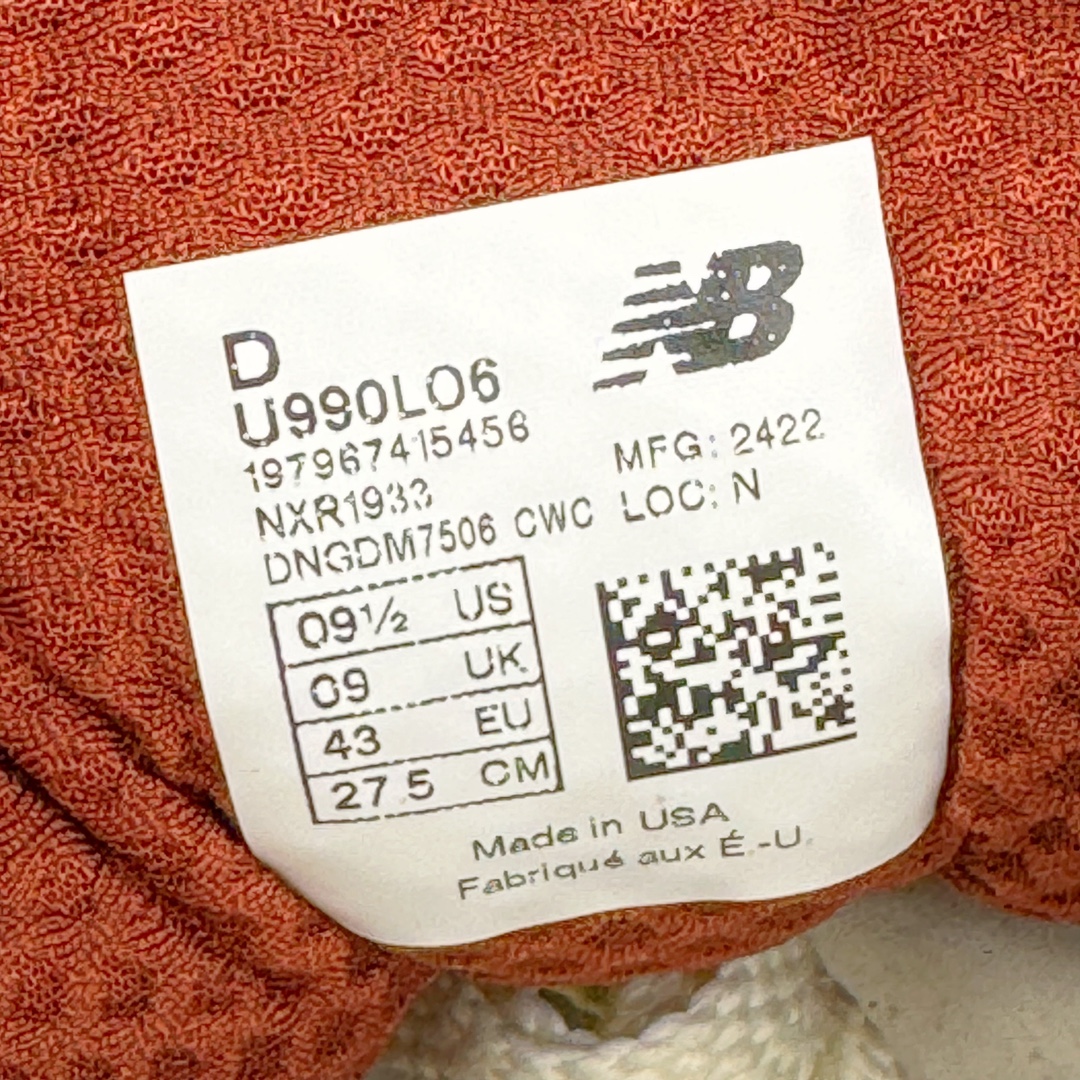 NB
D
U990LO6
197967415456
MFG: 2422
NXR1933
LOC: N
DNGDM7506 CWC
09½ US
09 UK
43 EU
27.5 CM
Made in USA
Fabriqué aux É.-U.